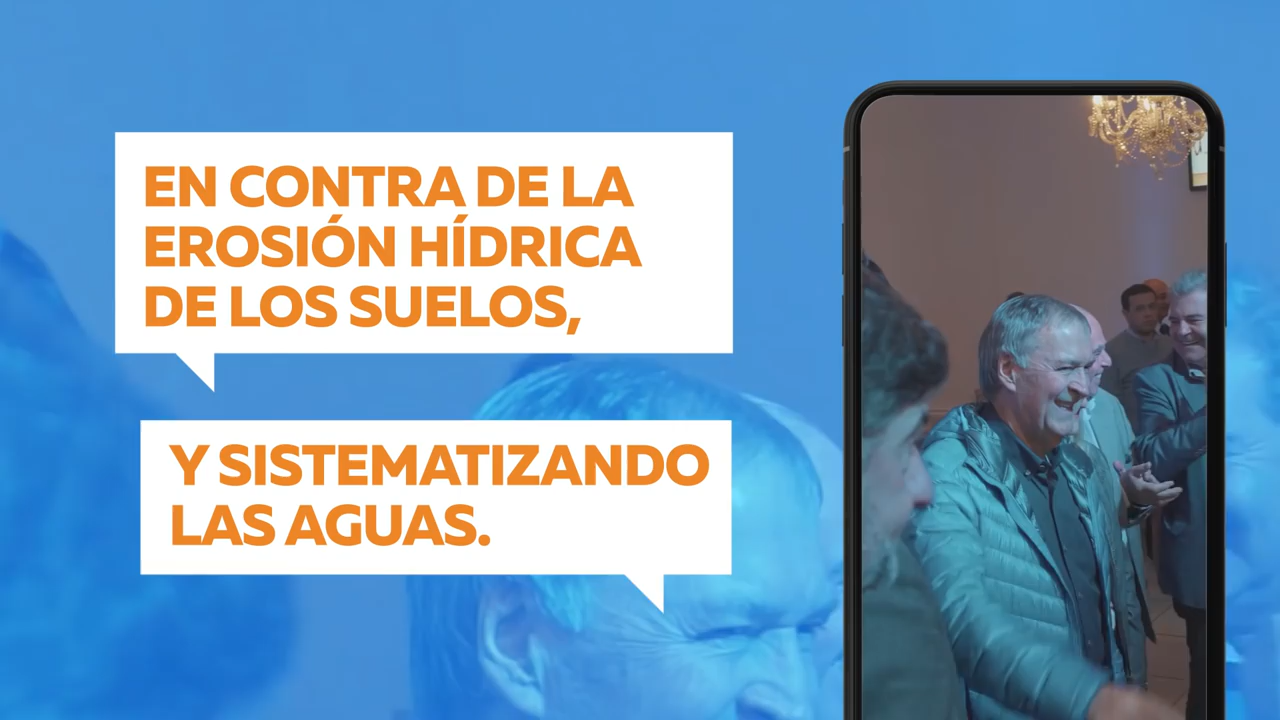 EN CONTRA DE LA
EROSIÓN HÍDRICA
DE LOS SUELOS,
Y SISTEMATIZANDO
LAS AGUAS.